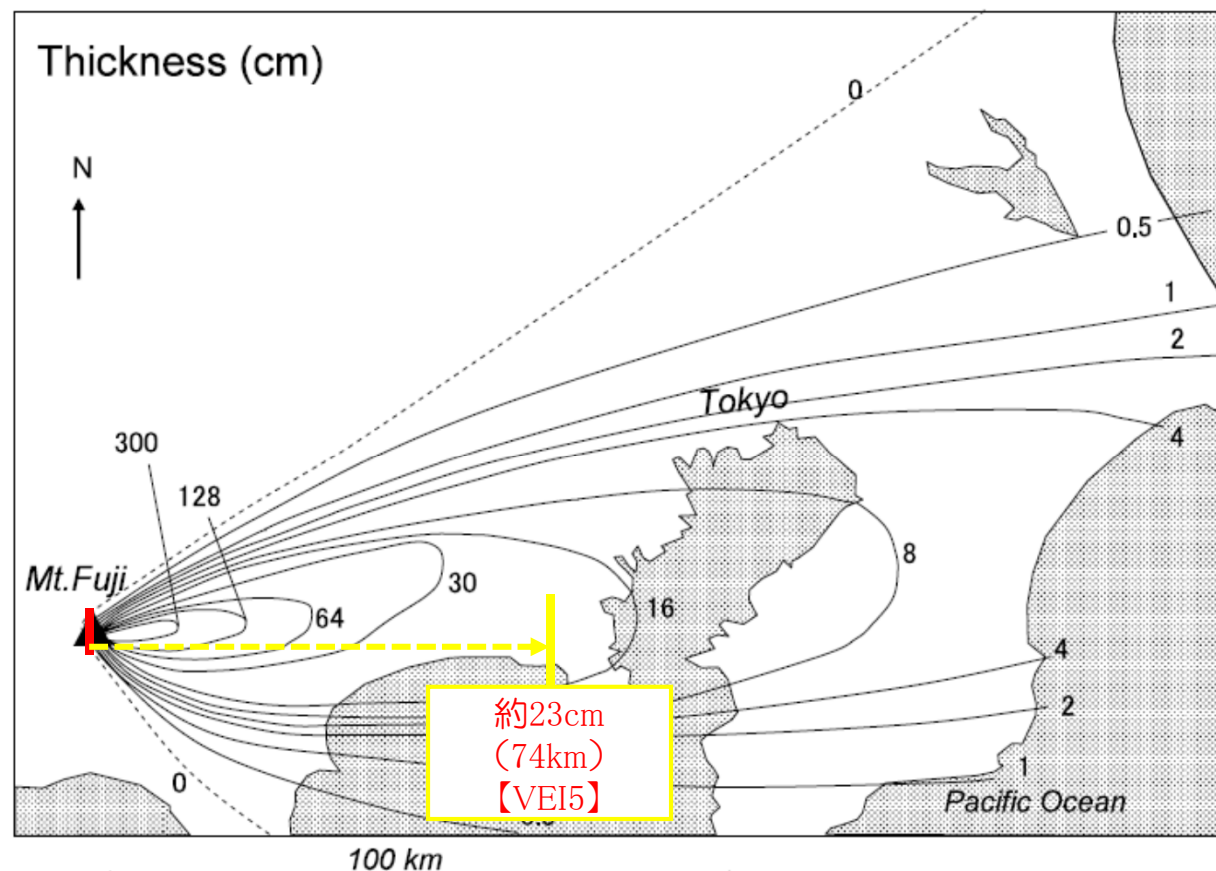 Thickness (cm)
N
0
0.5
1
2
Tokyo
4
300
128
8
Mt.Fuji
30
64
16
4
2
約23cm
（74km）
【VEI5】
0
1
Pacific Ocean
100 km